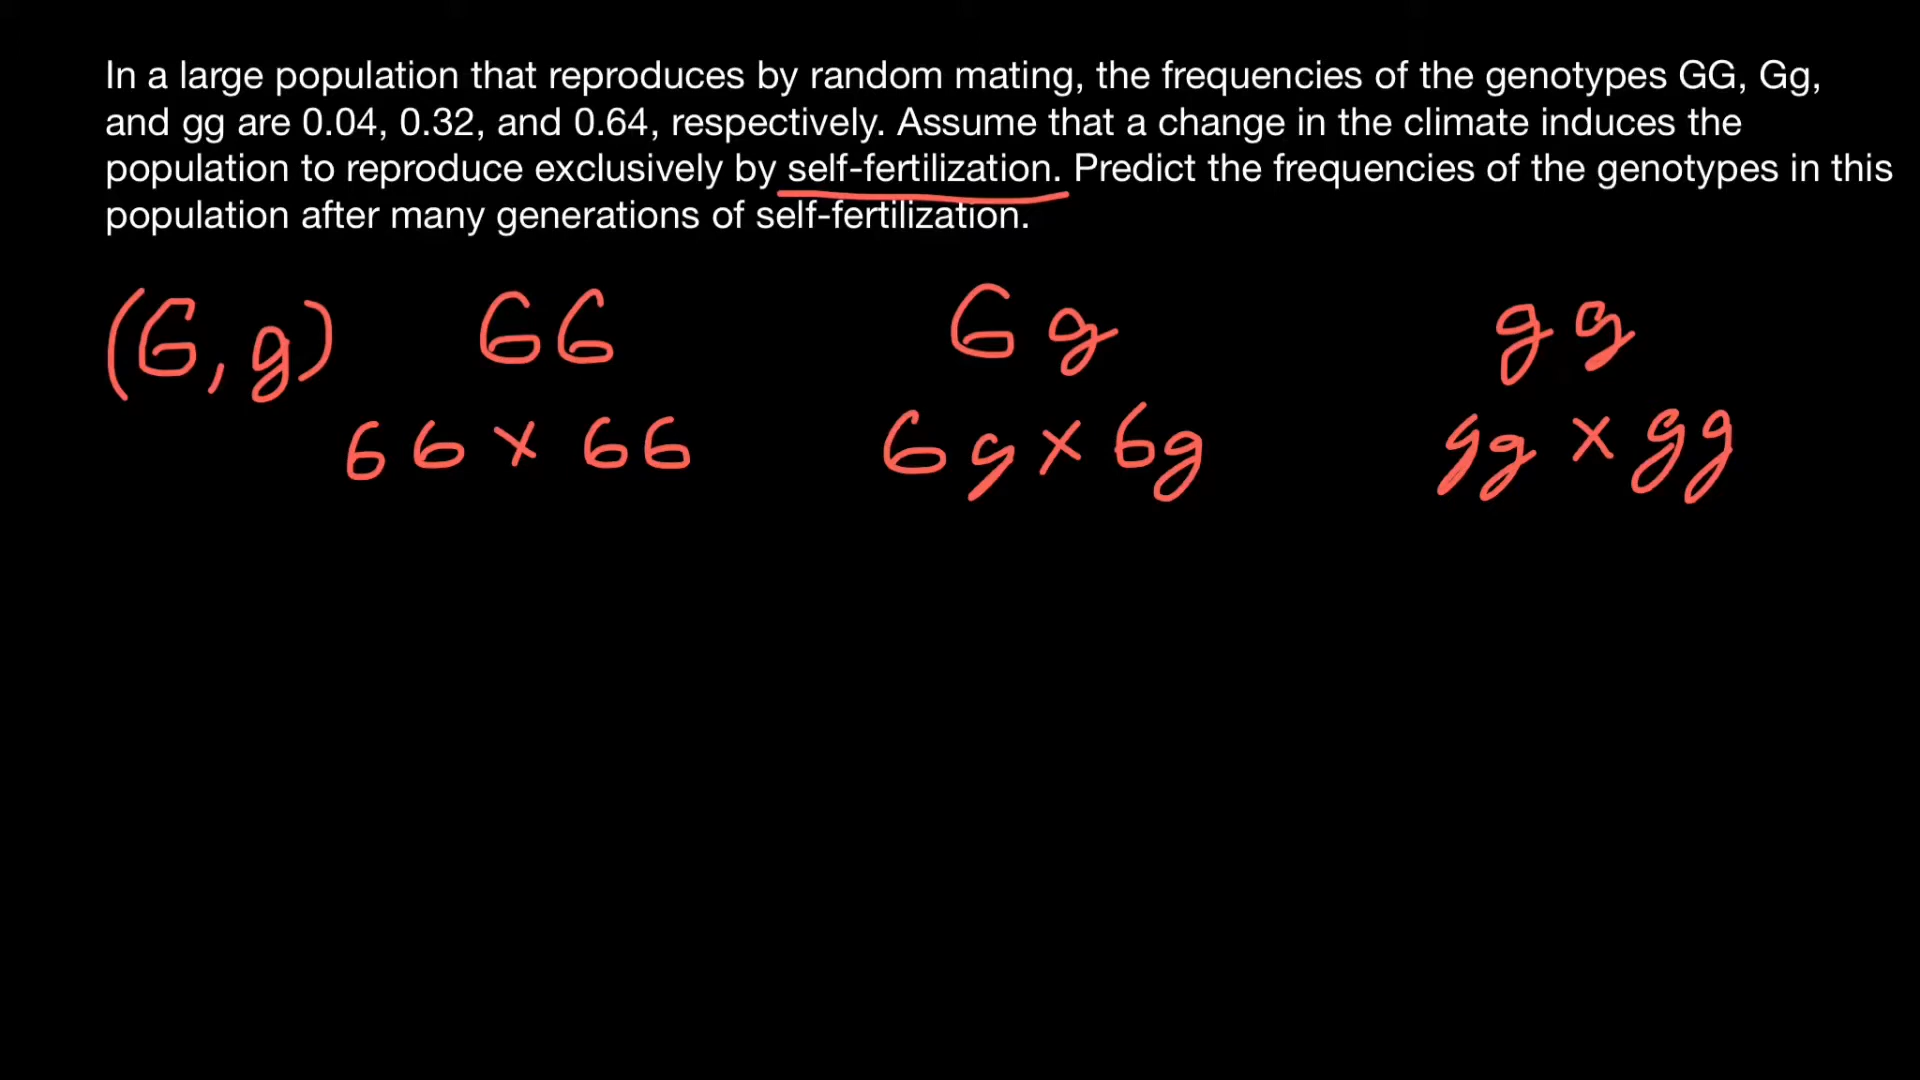 In a large population that reproduces by random mating, the frequencies of the genotypes GG, Gg,
and gg are 0.04, 0.32, and 0.64, respectively. Assume that a change in the climate induces the
population to reproduce exclusively by self-fertilization. Predict the frequencies of the genotypes in this
population after many generations of self-fertilization.
(G, g) GG Gg gg
GG x GG Gg x Gg gg x gg